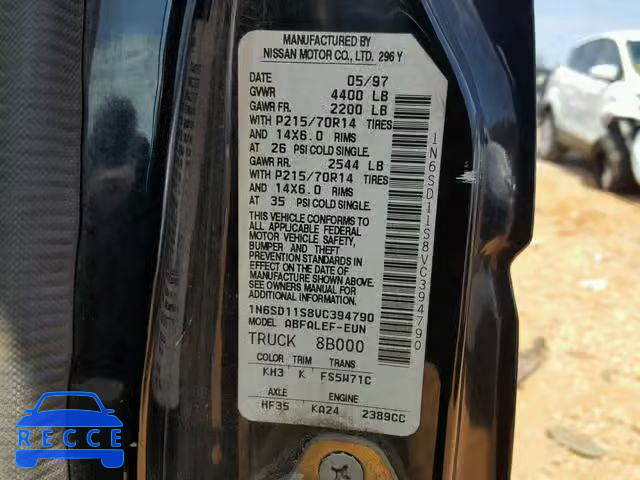 MANUFACTURED BY
NISSAN MOTOR CO., LTD. 296 Y
DATE 05/97
GVWR 4400 LB
GAWR FR. 2200 LB
WITH P215/70R14 TIRES
AND 14X6.0 RIMS
AT 26 PSI COLD SINGLE.
GAWR RR. 2544 LB
WITH P215/70R14 TIRES
AND 14X6.0 RIMS
AT 35 PSI COLD SINGLE.
THIS VEHICLE CONFORMS TO
ALL APPLICABLE FEDERAL
MOTOR VEHICLE SAFETY,
BUMPER AND THEFT
PREVENTION STANDARDS IN
EFFECT ON THE DATE OF
MANUFACTURE SHOWN ABOVE.
SEE OWNERS MANUAL FOR
ADDITIONAL INFORMATION.
1N6SD11S8VC394790
MODEL ABFALEF-EUN
TRUCK 8B000
COLOR TRIM TRANS
KH3 K FS5W71C
AXLE ENGINE
HF35 KA24 2389CC
1N6SD11S8VC394790
RECCE